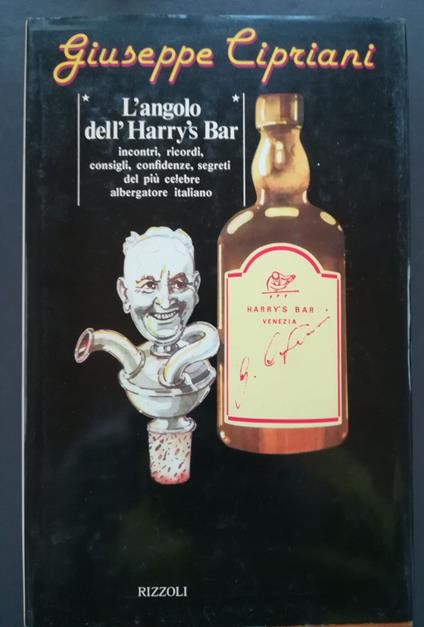 Giuseppe Cipriani
L'angolo
dell'Harry's Bar
incontri, ricordi,
consigli, confidenze, segreti
del più celebre
albergatore italiano
HARRY'S BAR
VENEZIA
G. Cipriani
RIZZOLI